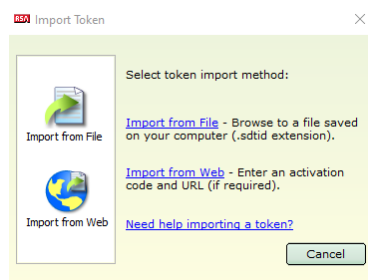 RSA Import Token
Select token import method:
Import from File
Import from File - Browse to a file saved
on your computer (.sdtid extension).
Import from Web
Import from Web - Enter an activation
code and URL (if required).
Need help importing a token?
Cancel